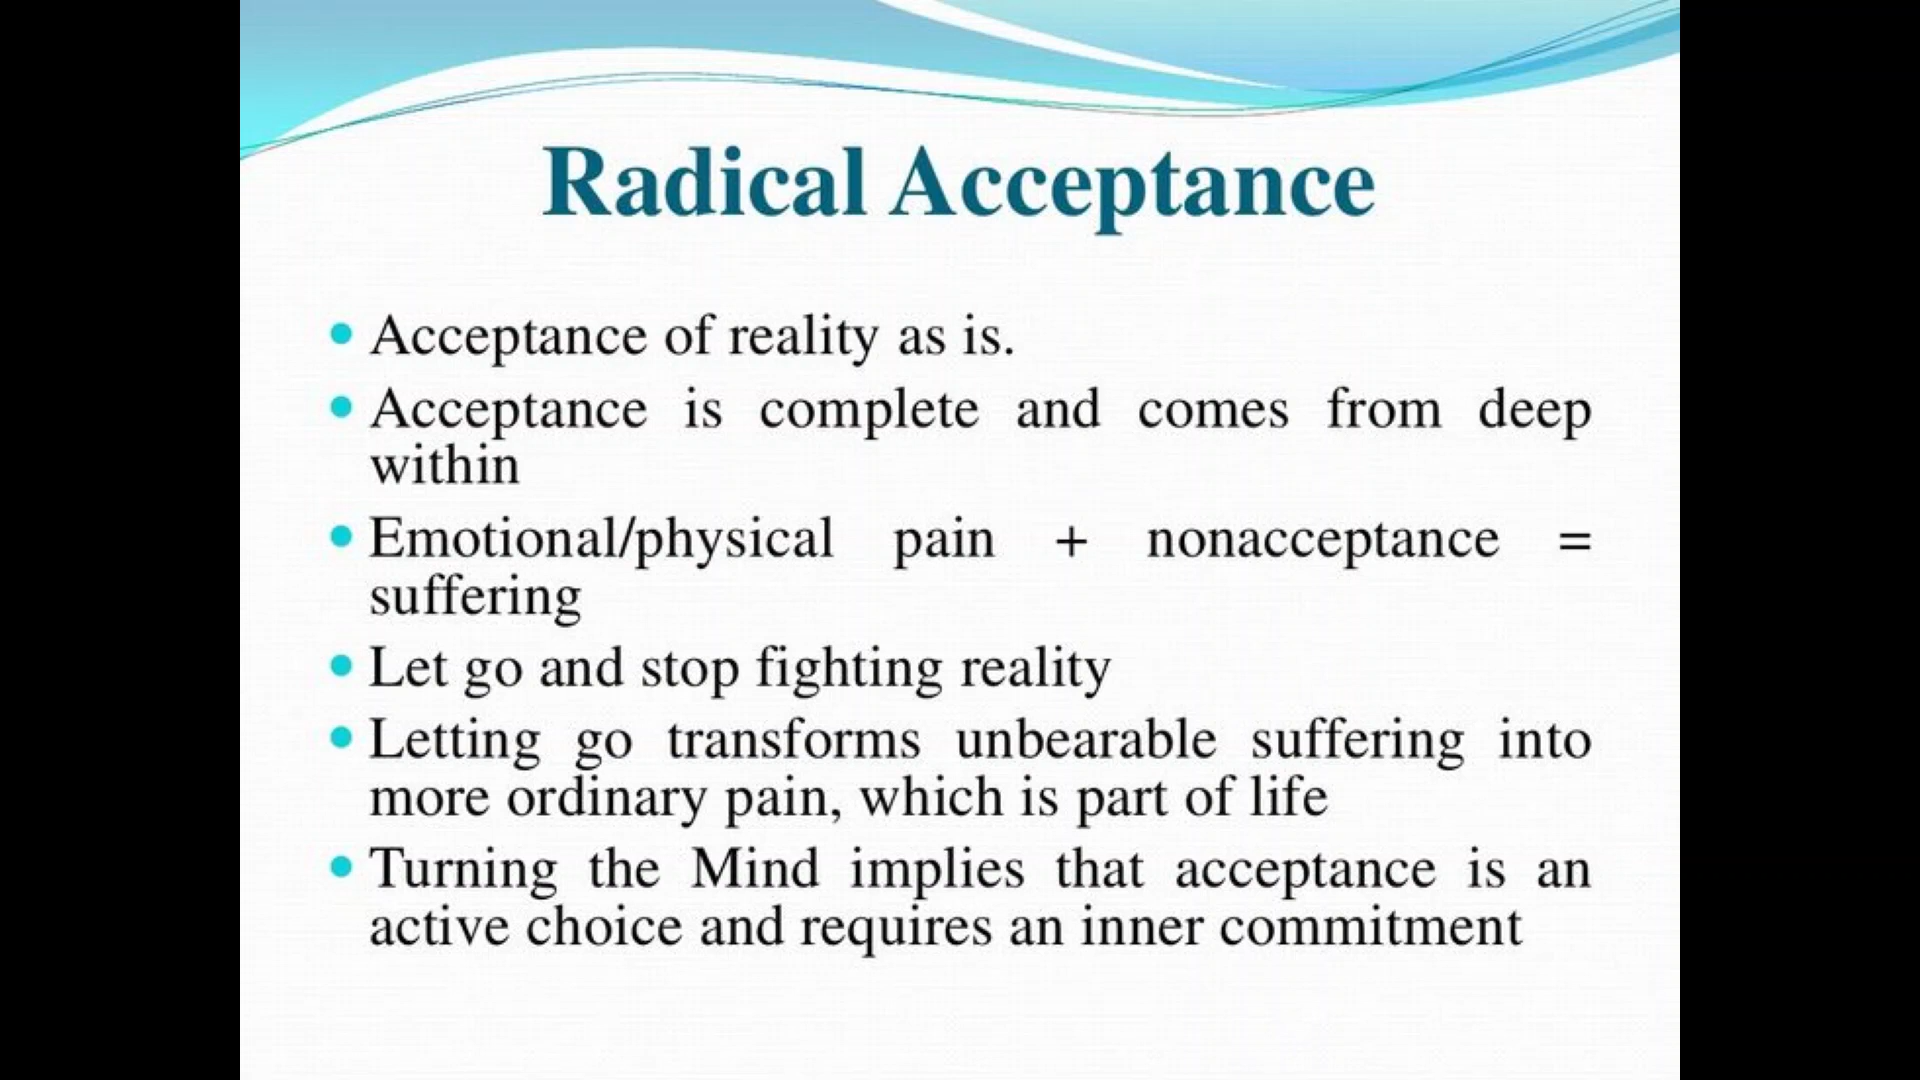 Radical Acceptance
• Acceptance of reality as is.
• Acceptance is complete and comes from deep
within
• Emotional/physical pain + nonacceptance =
suffering
• Let go and stop fighting reality
• Letting go transforms unbearable suffering into
more ordinary pain, which is part of life
• Turning the Mind implies that acceptance is an
active choice and requires an inner commitment